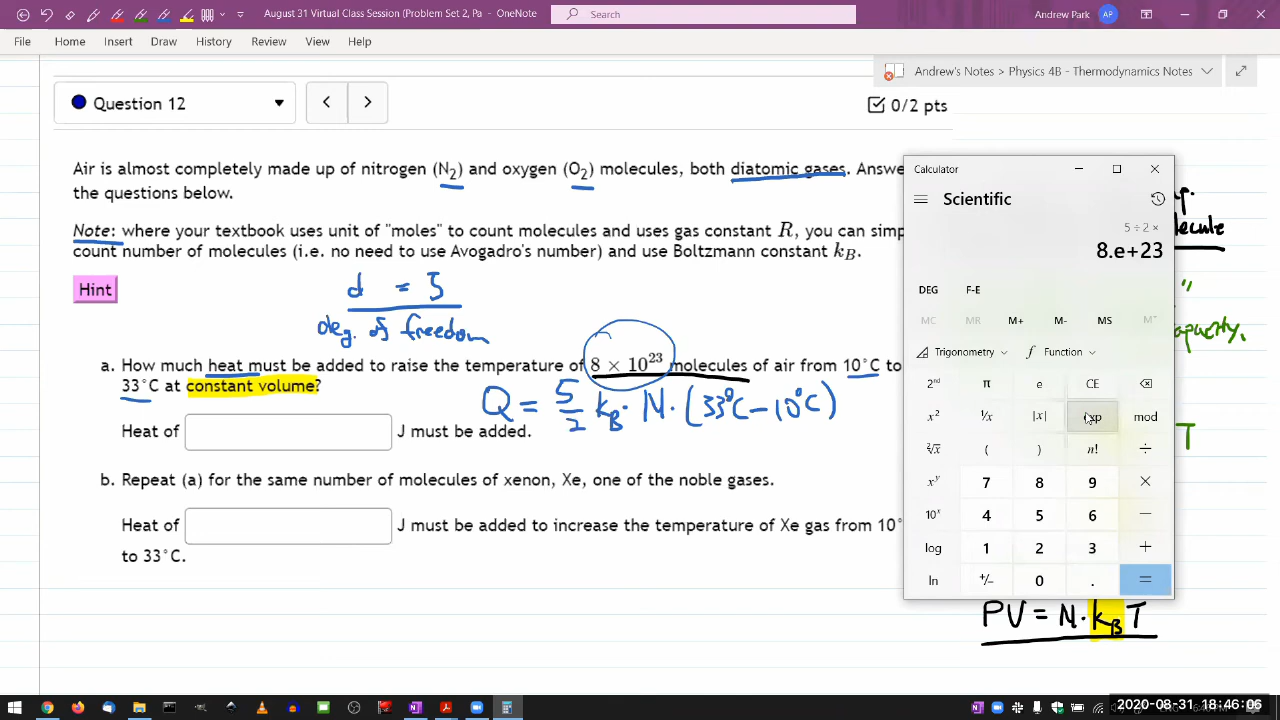 August 31 Virtual Class Session (Problem Set 2, Pa - OneNote
Search
Andrew Park AP
File Home Insert Draw History Review View Help
Andrew's Notes > Physics 4B - Thermodynamics Notes
Question 12
0/2 pts
Air is almost completely made up of nitrogen (N₂) and oxygen (O₂) molecules, both diatomic gases. Answe
the questions below.
Note: where your textbook uses unit of "moles" to count molecules and uses gas constant R, you can simp
count number of molecules (i.e. no need to use Avogadro's number) and use Boltzmann constant k_B.
Hint
d = 5
deg. of freedom
a. How much heat must be added to raise the temperature of 8 × 10²³ molecules of air from 10°C to
33°C at constant volume?
Q = 5/2 k_B · N · (33°C - 10°C)
Heat of J must be added.
b. Repeat (a) for the same number of molecules of xenon, Xe, one of the noble gases.
Heat of J must be added to increase the temperature of Xe gas from 10°
to 33°C.
Calculator
Scientific
5 ÷ 2 ×
8.e+23
DEG F-E
MC MR M+ M- MS M˅
Trigonometry Function
2ⁿᵈ π e CE
x² ¹/x |x| exp mod
²√x ( ) n! ÷
xʸ 7 8 9 ×
10ˣ 4 5 6 −
log 1 2 3 +
ln +/- 0 . =
T
PV = N · k_B T
2020-08-31 18:46:06